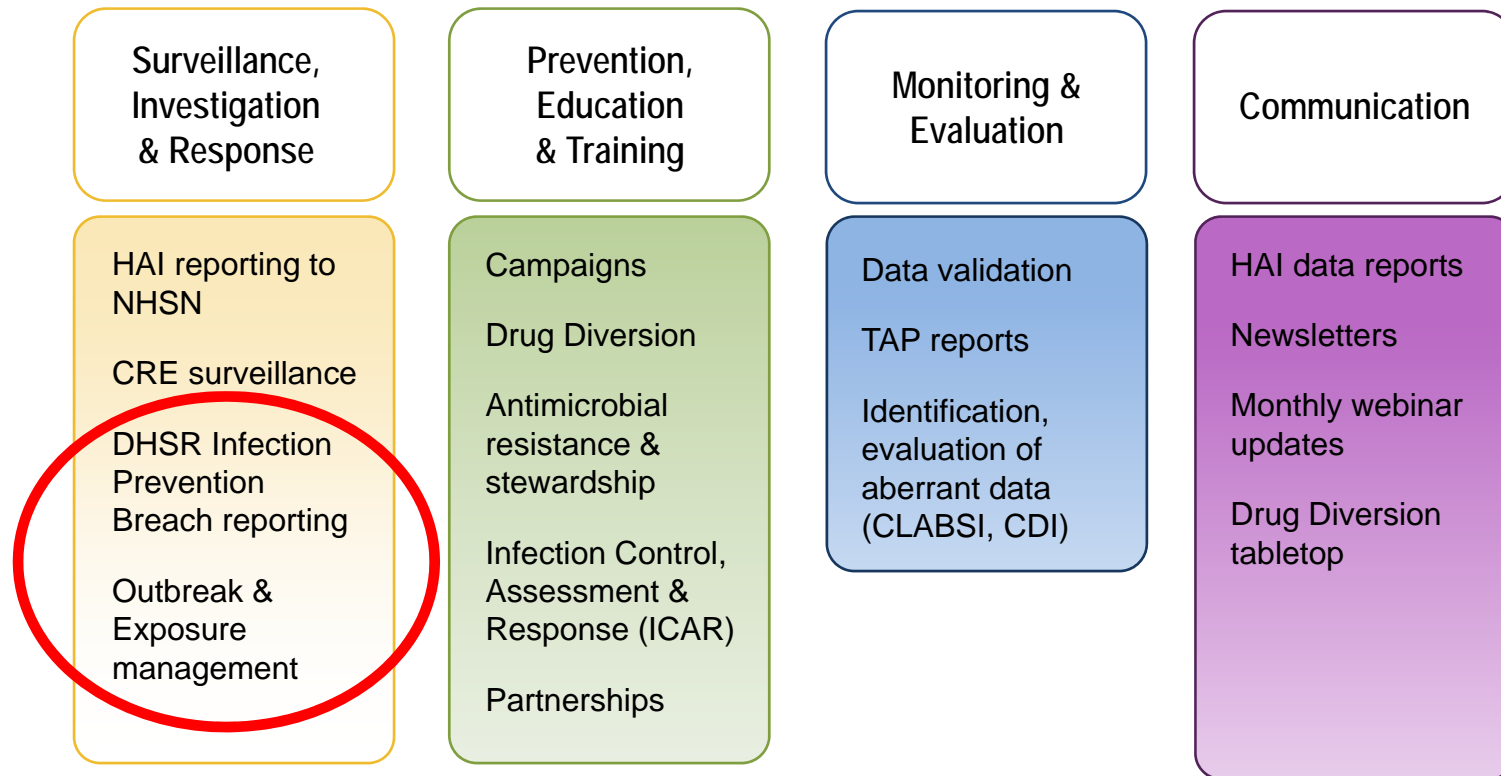 Surveillance,
Investigation
& Response
HAI reporting to
NHSN
CRE surveillance
DHSR Infection
Prevention
Breach reporting
Outbreak &
Exposure
management
Prevention,
Education
& Training
Campaigns
Drug Diversion
Antimicrobial
resistance &
stewardship
Infection Control,
Assessment &
Response (ICAR)
Partnerships
Monitoring &
Evaluation
Data validation
TAP reports
Identification,
evaluation of
aberrant data
(CLABSI, CDI)
Communication
HAI data reports
Newsletters
Monthly webinar
updates
Drug Diversion
tabletop